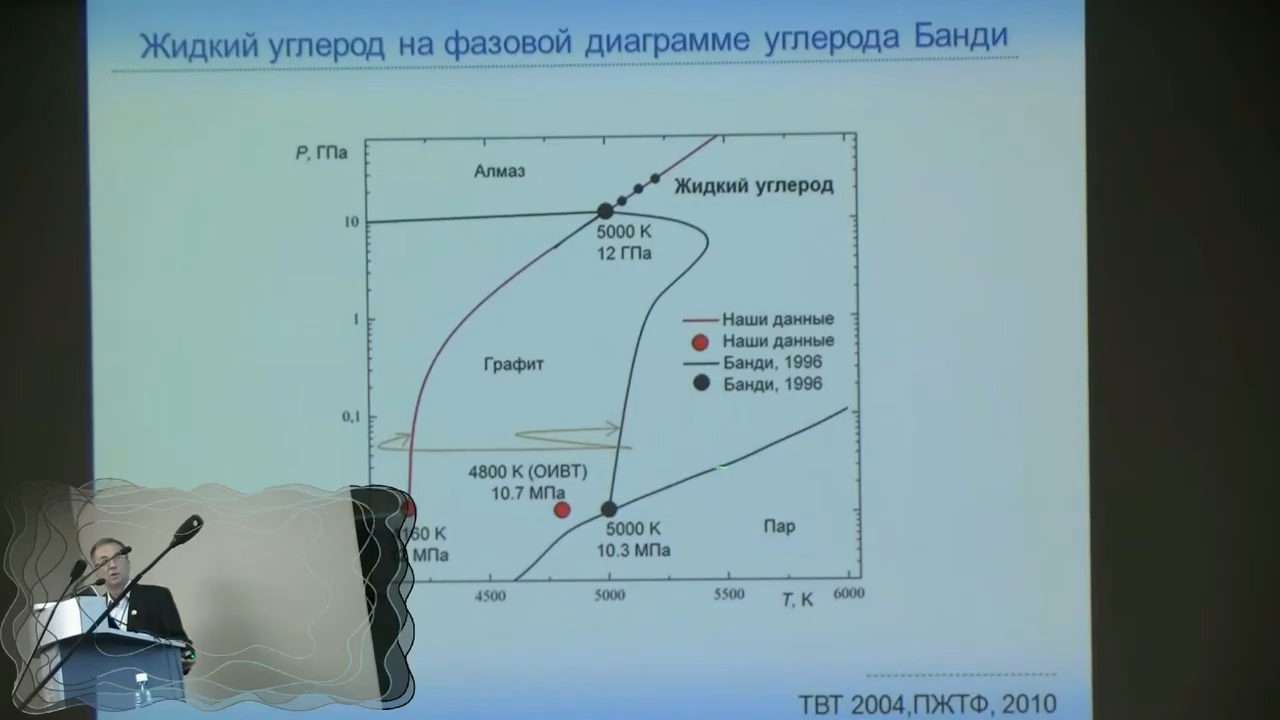 Жидкий углерод на фазовой диаграмме углерода Банди
P, ГПа
Алмаз
Жидкий углерод
10
5000 K
12 ГПа
1
Наши данные
Наши данные
Графит
Банди, 1996
Банди, 1996
0,1
4800 K (ОИВТ)
10.7 МПа
160 K
МПа
5000 K
10.3 МПа
Пар
4500
5000
5500
T, K
6000
ТВТ 2004,ПЖТФ, 2010